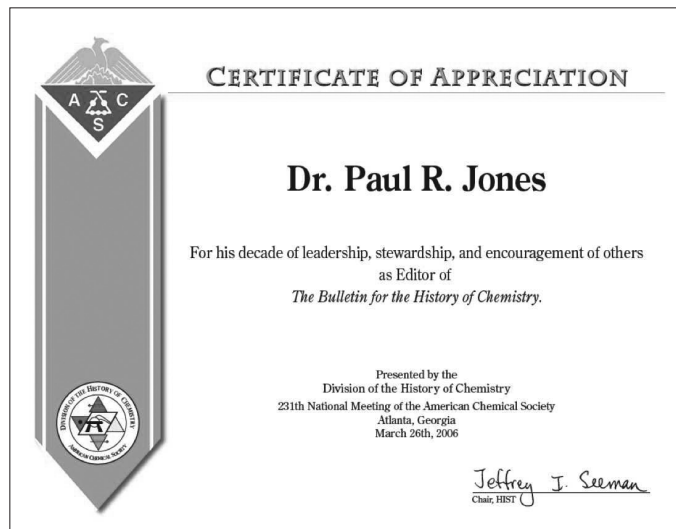 CERTIFICATE OF APPRECIATION
A C
S
Dr. Paul R. Jones
For his decade of leadership, stewardship, and encouragement of others
as Editor of
The Bulletin for the History of Chemistry.
Presented by the
Division of the History of Chemistry
231th National Meeting of the American Chemical Society
Atlanta, Georgia
March 26th, 2006
DIVISION OF THE HISTORY OF CHEMISTRY
AMERICAN CHEMICAL SOCIETY
Jeffrey I. Seeman
Chair, HIST